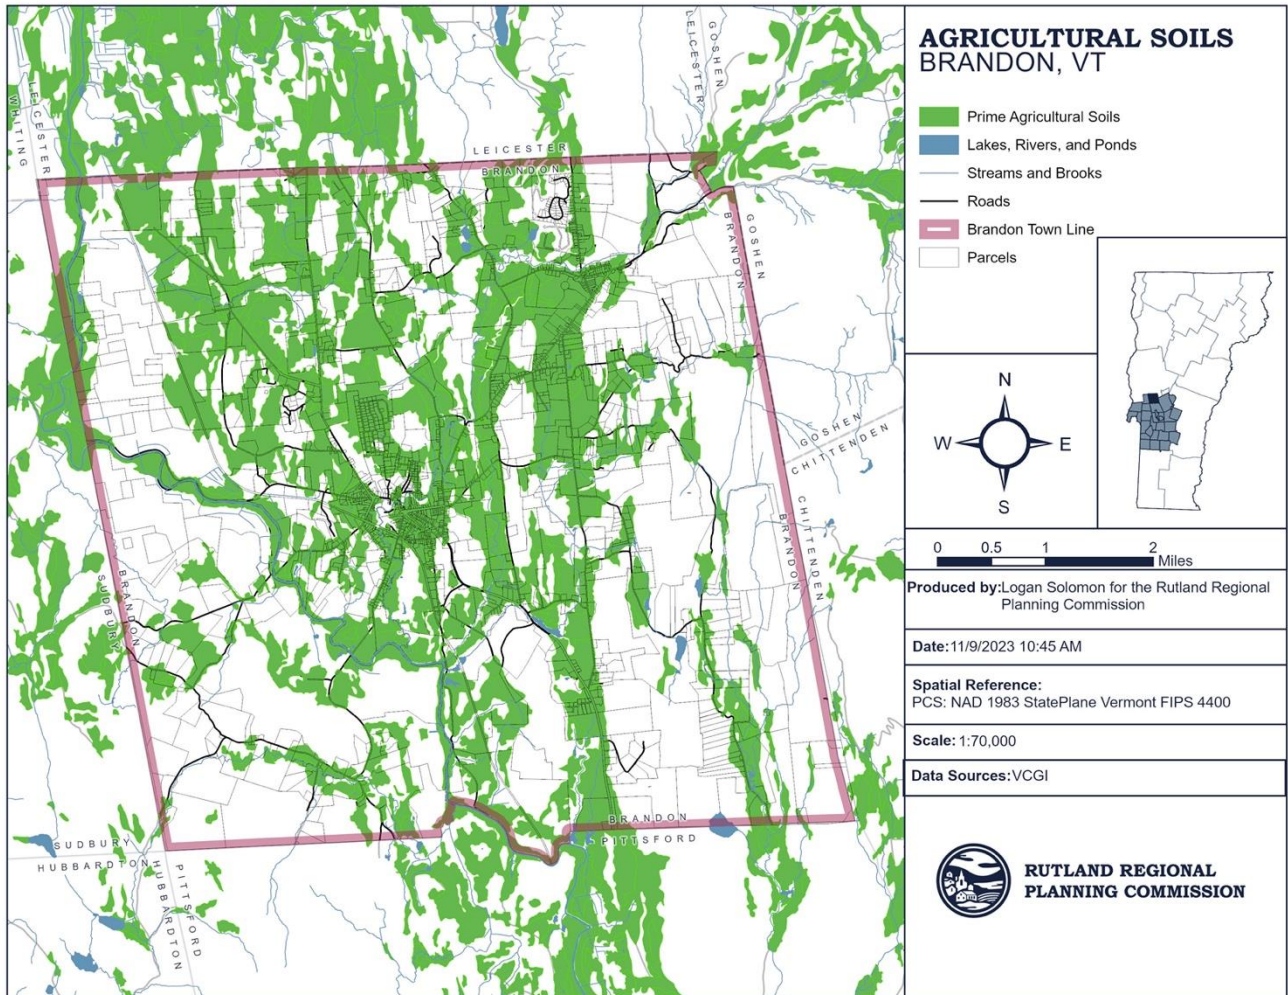 AGRICULTURAL SOILS
BRANDON, VT
Prime Agricultural Soils
Lakes, Rivers, and Ponds
Streams and Brooks
Roads
Brandon Town Line
Parcels
N
W
E
S
0 0.5 1 2
Miles
Produced by:Logan Solomon for the Rutland Regional
Planning Commission
Date:11/9/2023 10:45 AM
Spatial Reference:
PCS: NAD 1983 StatePlane Vermont FIPS 4400
Scale: 1:70,000
Data Sources:VCGI
RUTLAND REGIONAL
PLANNING COMMISSION
LEICESTER
WHITING
LEICESTER
GOSHEN
LEICESTER
BRANDON
GOSHEN
BRANDON
GOSHEN
CHITTENDEN
CHITTENDEN
BRANDON
BRANDON
SUDBURY
BRANDON
PITTSFORD
SUDBURY
HUBBARDTON
PITTSFORD
HUBBARDTON